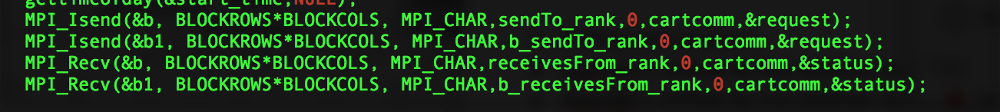 gettimeofday(&start_time,NULL);
MPI_Isend(&b, BLOCKROWS*BLOCKCOLS, MPI_CHAR,sendTo_rank,0,cartcomm,&request);
MPI_Isend(&b1, BLOCKROWS*BLOCKCOLS, MPI_CHAR,b_sendTo_rank,0,cartcomm,&request);
MPI_Recv(&b, BLOCKROWS*BLOCKCOLS, MPI_CHAR,receivesFrom_rank,0,cartcomm,&status);
MPI_Recv(&b1, BLOCKROWS*BLOCKCOLS, MPI_CHAR,b_receivesFrom_rank,0,cartcomm,&status);